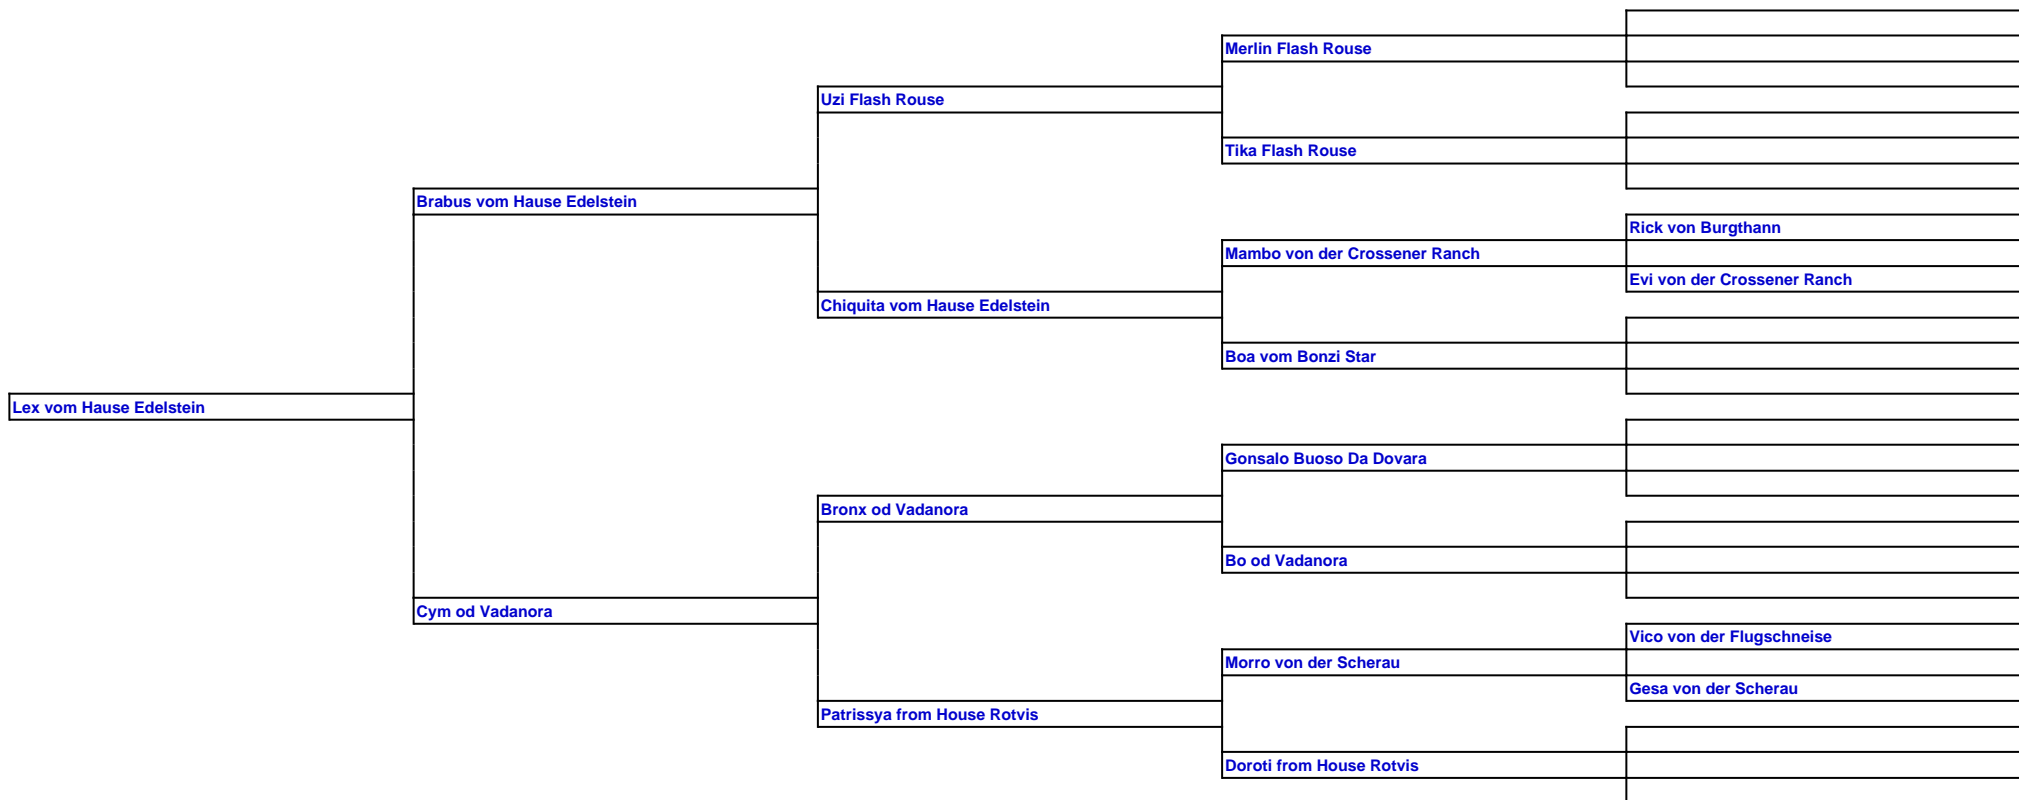 Merlin Flash Rouse
Uzi Flash Rouse
Tika Flash Rouse
Brabus vom Hause Edelstein
Rick von Burgthann
Mambo von der Crossener Ranch
Evi von der Crossener Ranch
Chiquita vom Hause Edelstein
Boa vom Bonzi Star
Lex vom Hause Edelstein
Gonsalo Buoso Da Dovara
Bronx od Vadanora
Bo od Vadanora
Cym od Vadanora
Vico von der Flugschneise
Morro von der Scherau
Gesa von der Scherau
Patrissya from House Rotvis
Doroti from House Rotvis